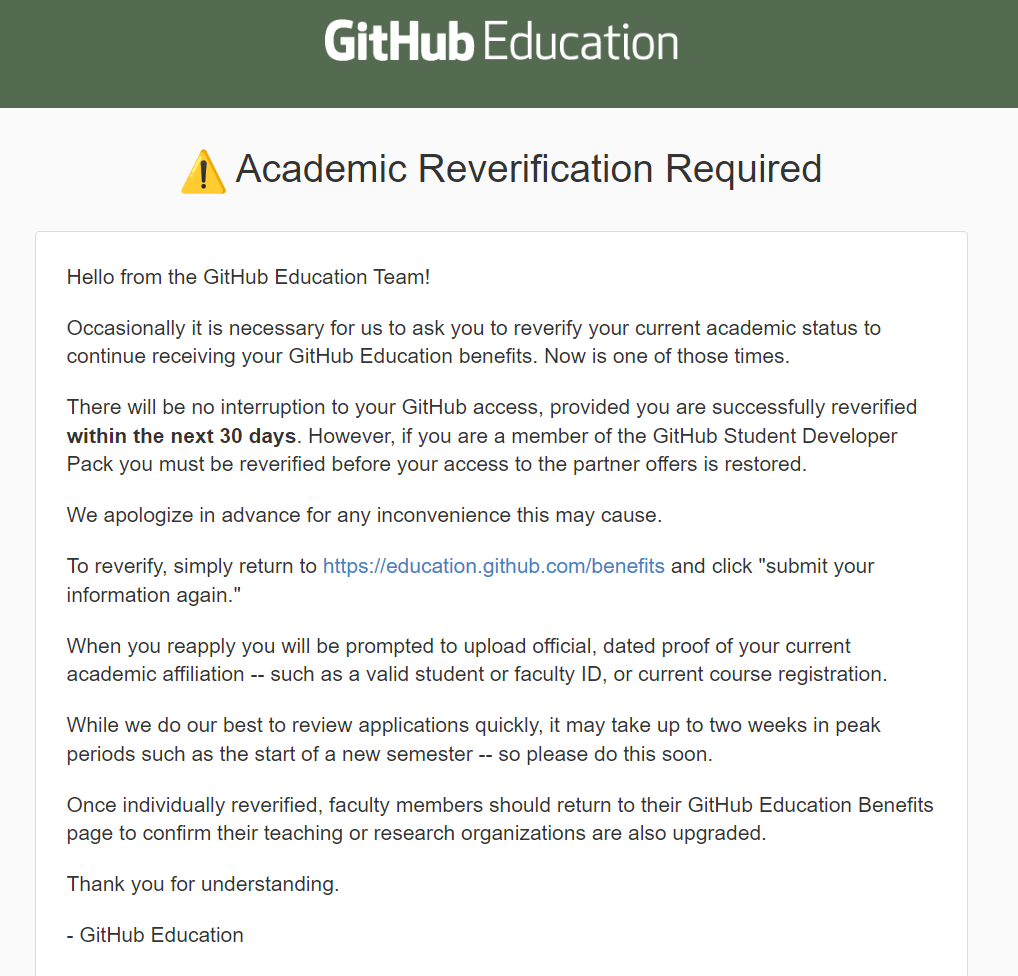 GitHub Education
⚠️ Academic Reverification Required
Hello from the GitHub Education Team!
Occasionally it is necessary for us to ask you to reverify your current academic status to
continue receiving your GitHub Education benefits. Now is one of those times.
There will be no interruption to your GitHub access, provided you are successfully reverified
within the next 30 days. However, if you are a member of the GitHub Student Developer
Pack you must be reverified before your access to the partner offers is restored.
We apologize in advance for any inconvenience this may cause.
To reverify, simply return to https://education.github.com/benefits and click "submit your
information again."
When you reapply you will be prompted to upload official, dated proof of your current
academic affiliation -- such as a valid student or faculty ID, or current course registration.
While we do our best to review applications quickly, it may take up to two weeks in peak
periods such as the start of a new semester -- so please do this soon.
Once individually reverified, faculty members should return to their GitHub Education Benefits
page to confirm their teaching or research organizations are also upgraded.
Thank you for understanding.
- GitHub Education